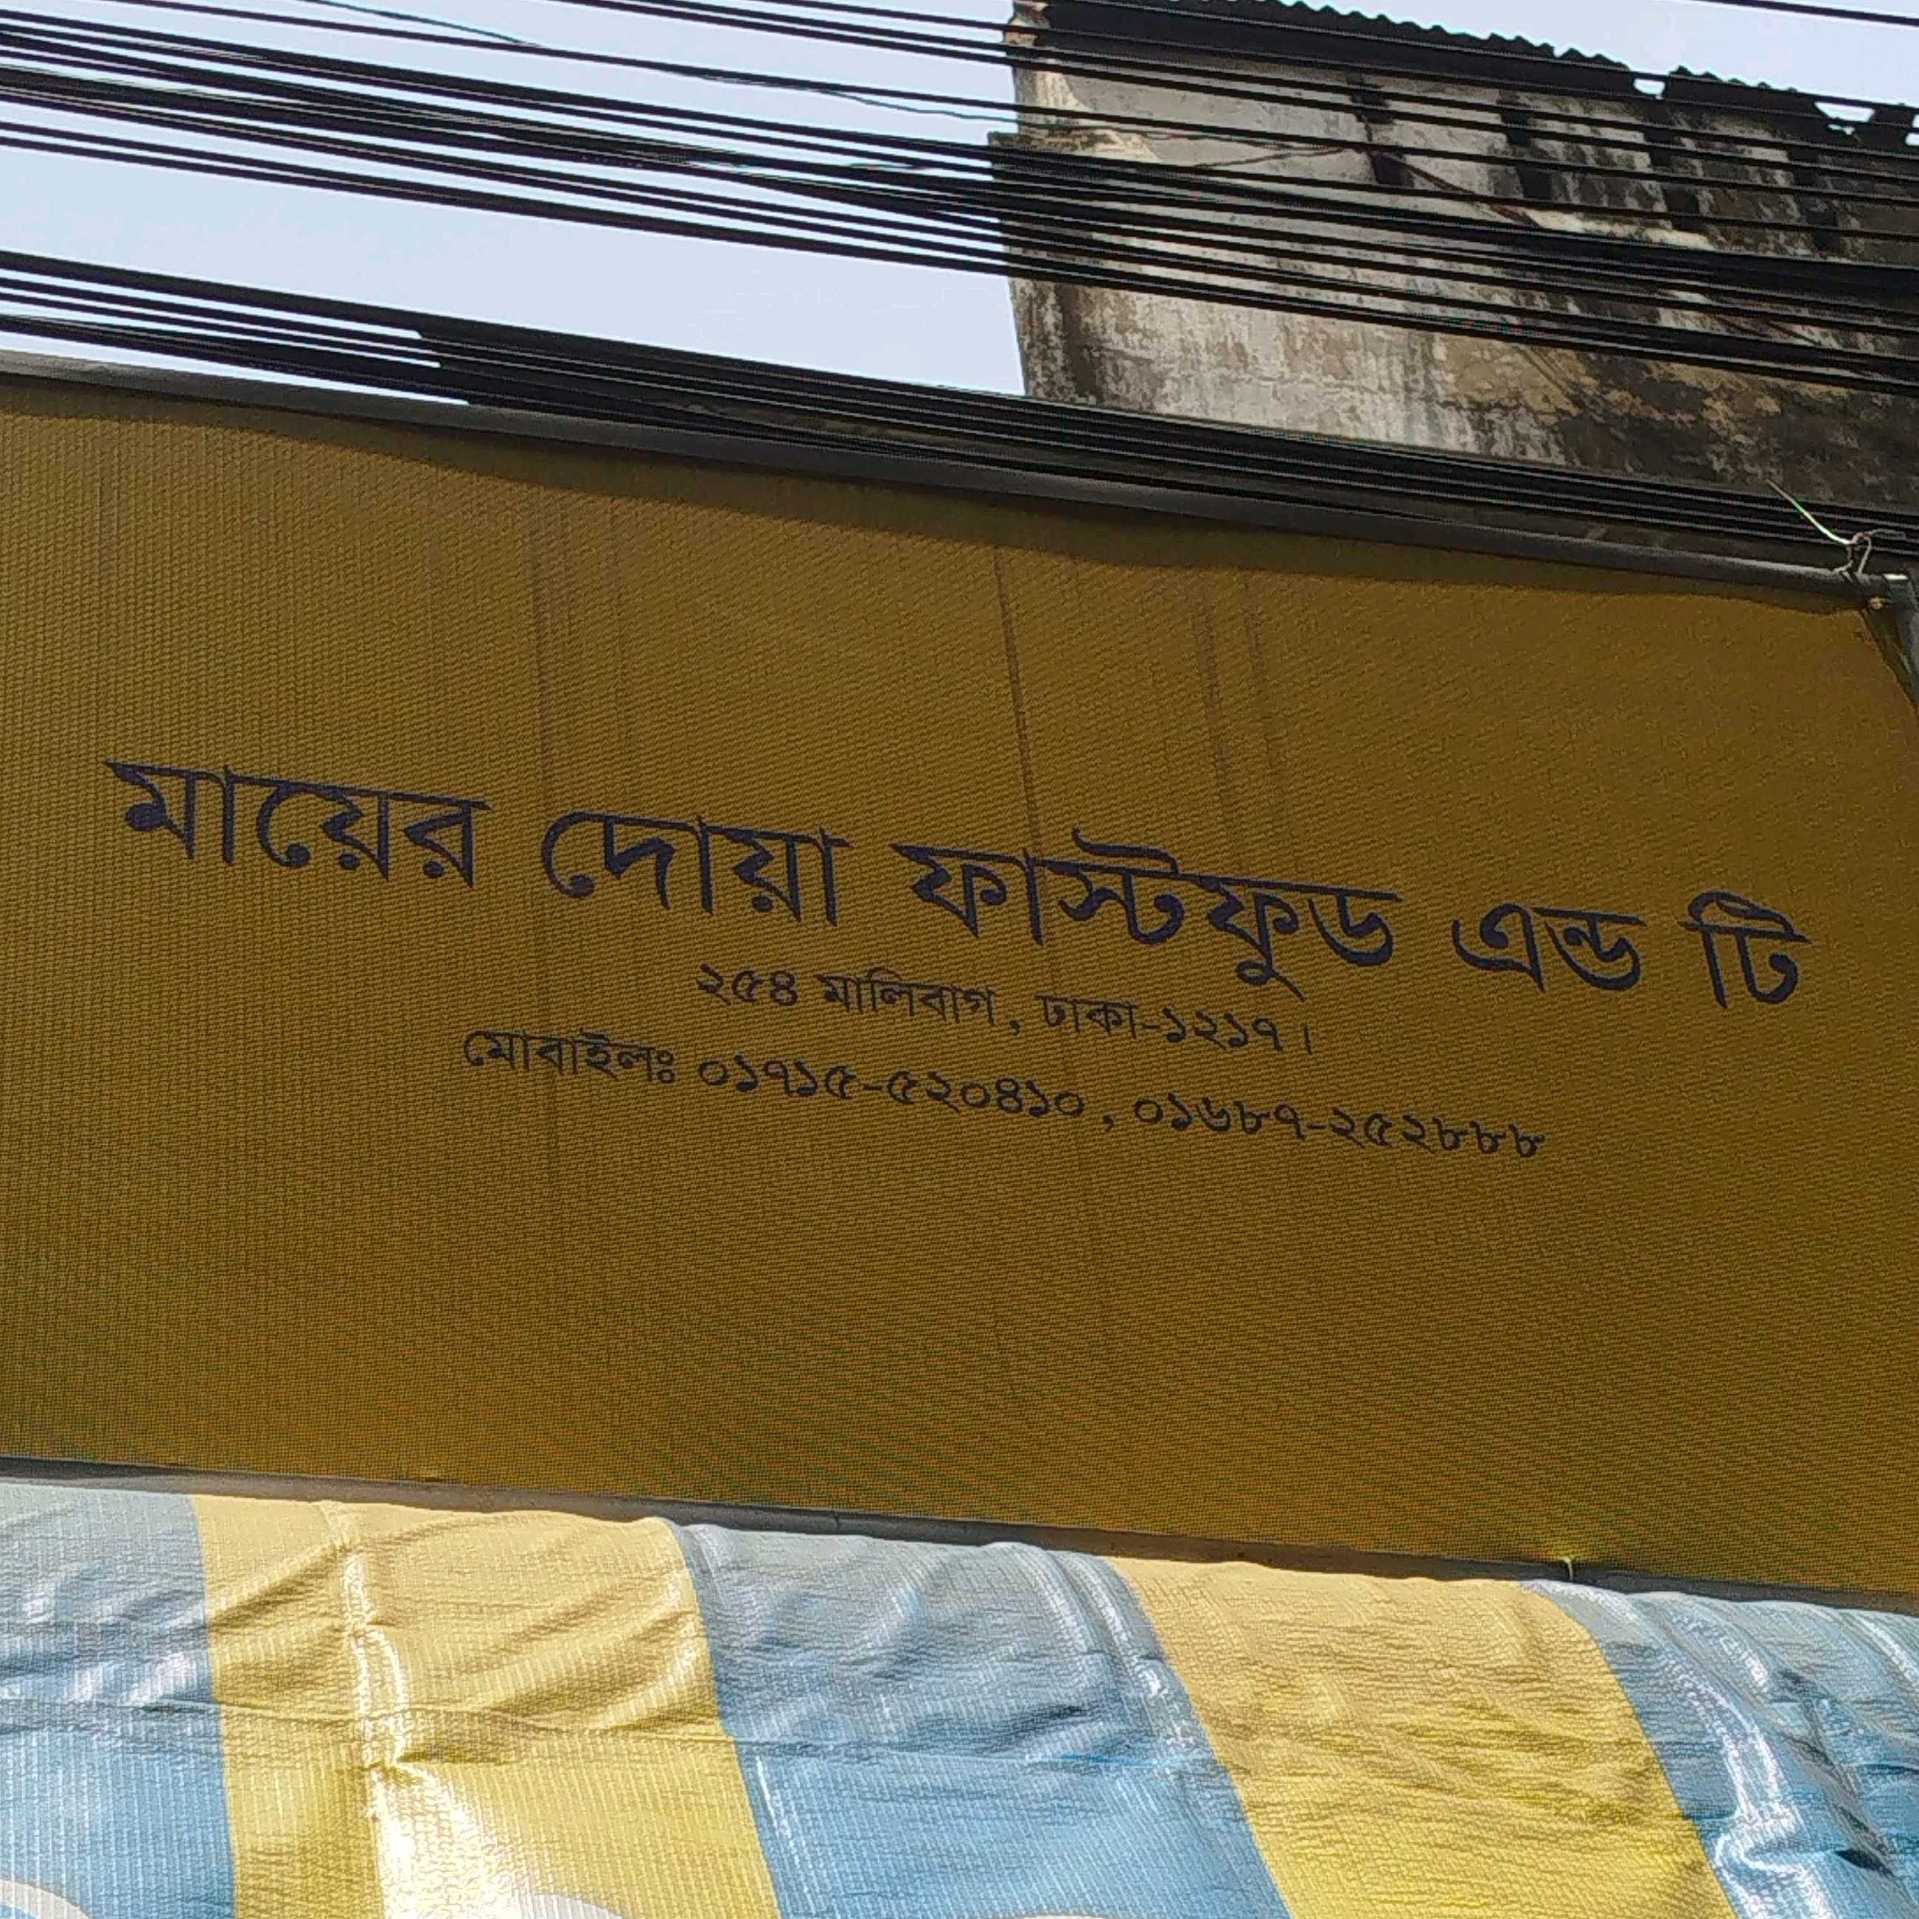 মায়ের দোয়া ফাস্টফুড এন্ড টি
২৫৪ মালিবাগ, ঢাকা-১২১৭।
মোবাইলঃ ০১৭১৫-৫২০৪১০, ০১৬৮৭-২৫২৮৮৮